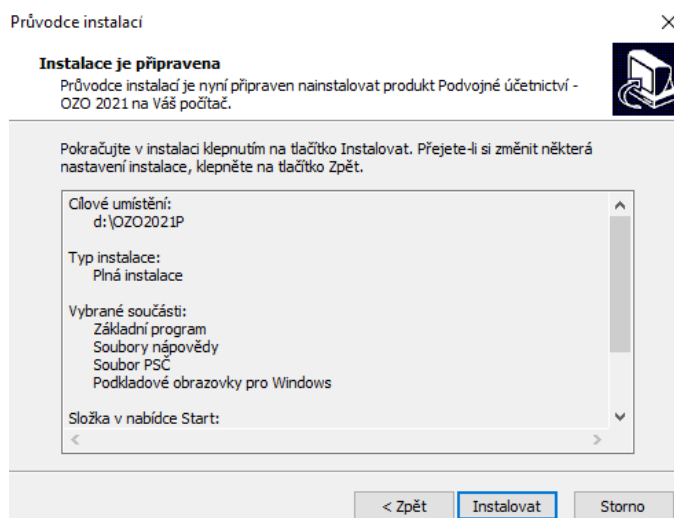 Průvodce instalací
Instalace je připravena
Průvodce instalací je nyní připraven nainstalovat produkt Podvojné účetnictví -
OZO 2021 na Váš počítač.
Pokračujte v instalaci klepnutím na tlačítko Instalovat. Přejete-li si změnit některá
nastavení instalace, klepněte na tlačítko Zpět.
Cílové umístění:
d:\OZO2021P
Typ instalace:
Plná instalace
Vybrané součásti:
Základní program
Soubory nápovědy
Soubor PSČ
Podkladové obrazovky pro Windows
Složka v nabídce Start:
< Zpět
Instalovat
Storno